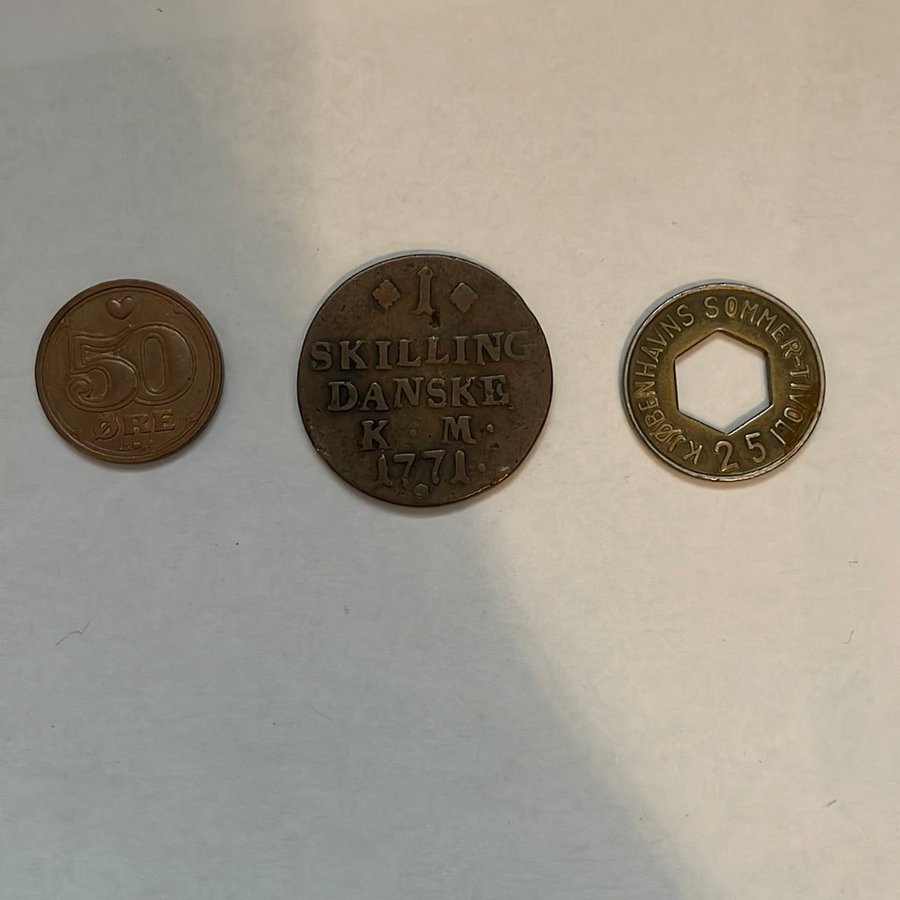 50
ØRE
1
SKILLING
DANSKE
K · M ·
1771 ·
KJØBENHAVNS SOMMER-TIVOLI
25